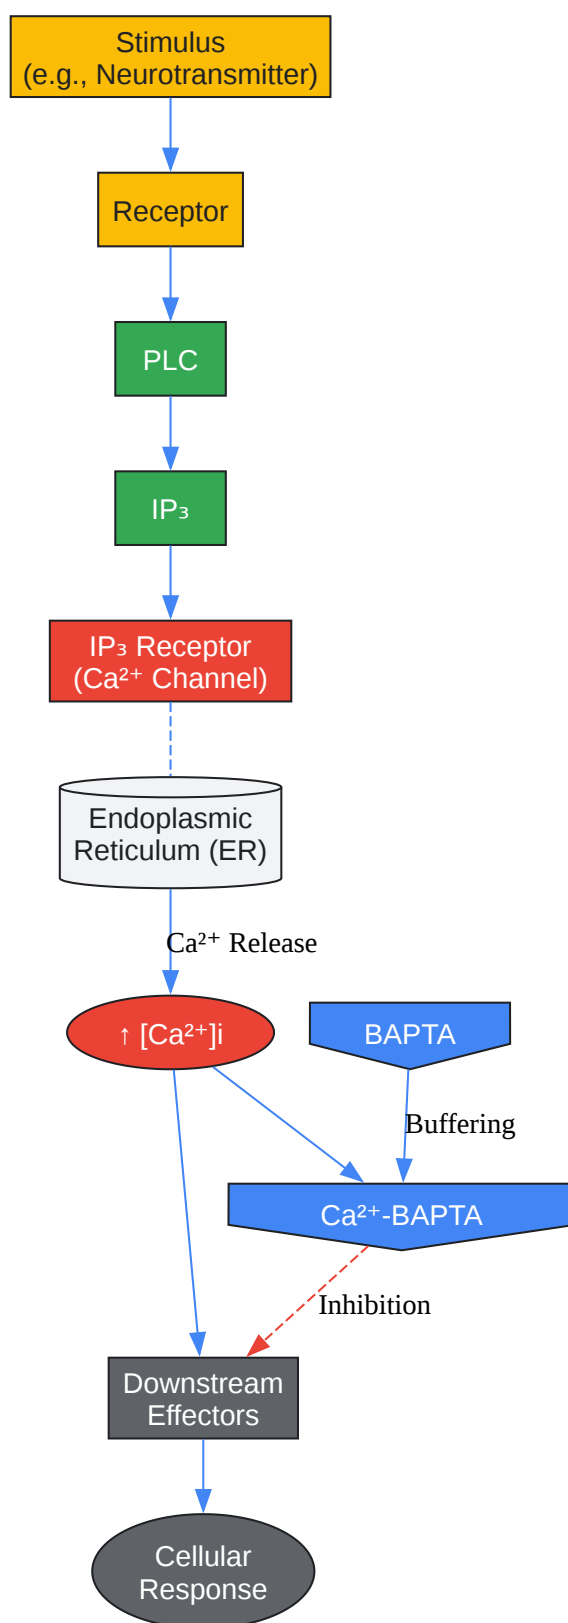 Stimulus
(e.g., Neurotransmitter)
Receptor
PLC
IP₃
IP₃ Receptor
(Ca²⁺ Channel)
Endoplasmic
Reticulum (ER)
Ca²⁺ Release
↑ [Ca²⁺]i
BAPTA
Buffering
Ca²⁺-BAPTA
Inhibition
Downstream
Effectors
Cellular
Response